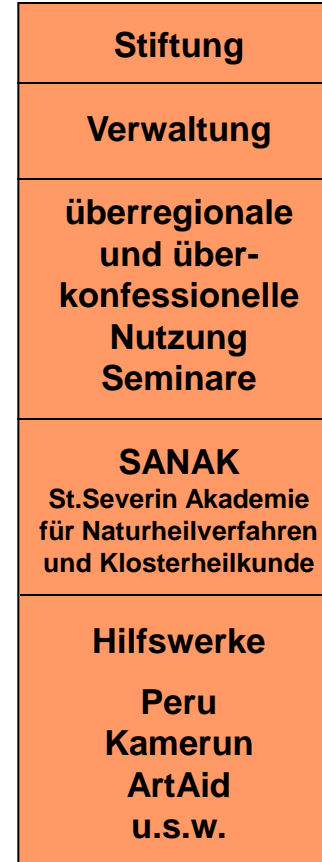 Stiftung
Verwaltung
überregionale
und über-
konfessionelle
Nutzung
Seminare
SANAK
St.Severin Akademie
für Naturheilverfahren
und Klosterheilkunde
Hilfswerke
Peru
Kamerun
ArtAid
u.s.w.